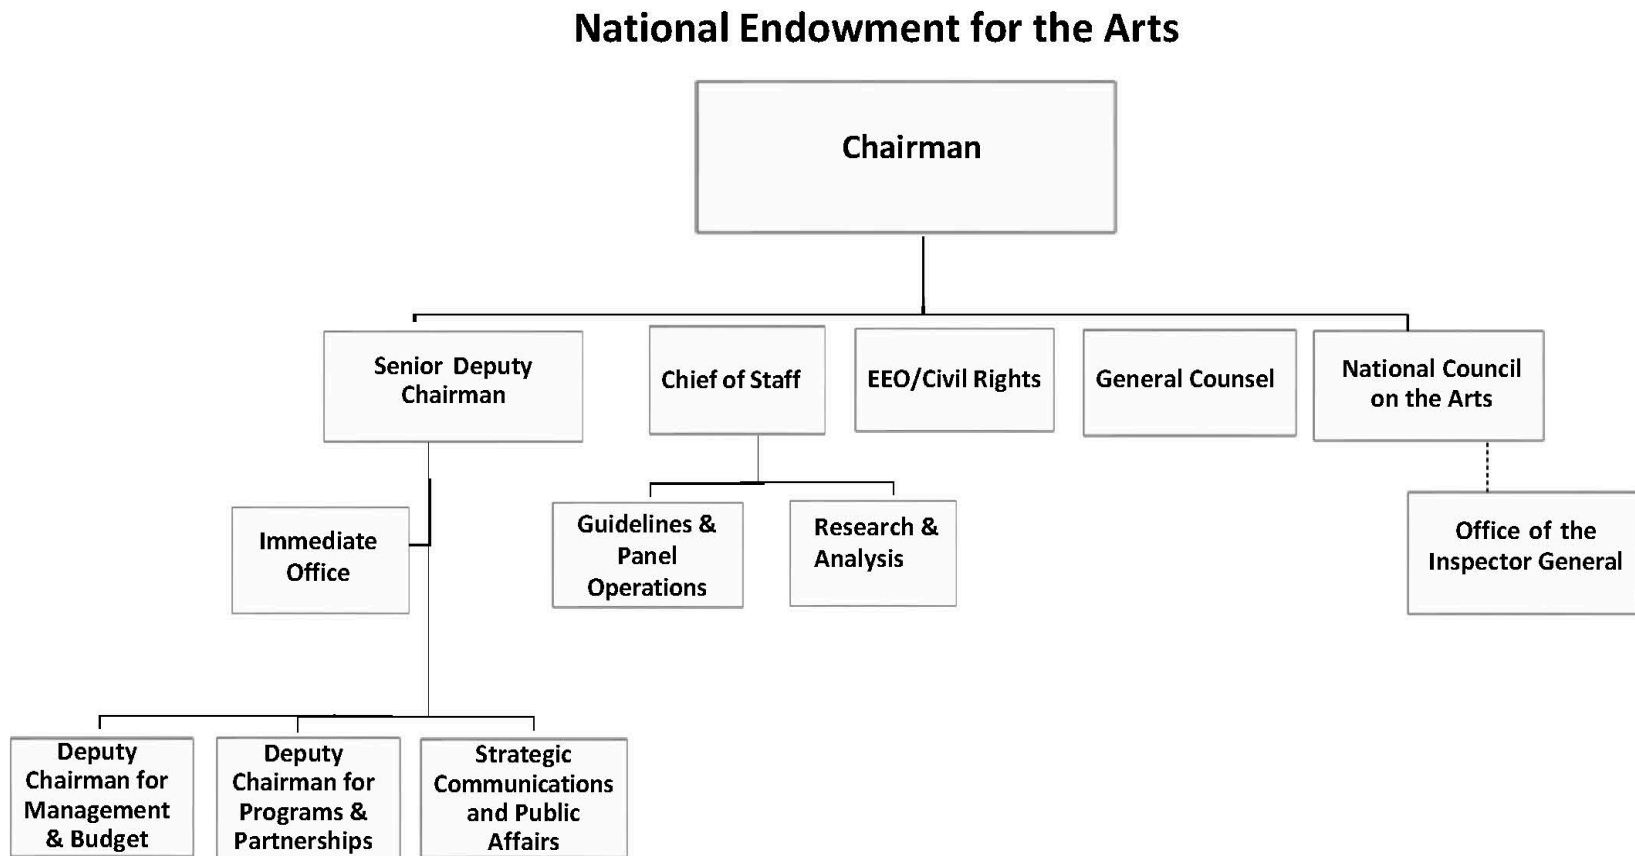 National Endowment for the Arts
Chairman
Senior Deputy
Chairman
Chief of Staff
EEO/Civil Rights
General Counsel
National Council
on the Arts
Immediate
Office
Guidelines &
Panel
Operations
Research &
Analysis
Office of the
Inspector General
Deputy
Chairman for
Management
& Budget
Deputy
Chairman for
Programs &
Partnerships
Strategic
Communications
and Public
Affairs